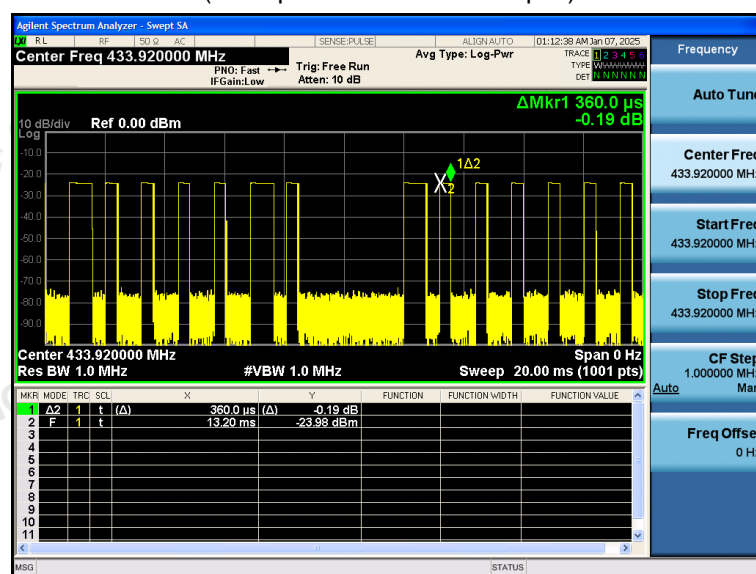 Agilent Spectrum Analyzer - Swept SA
RL RF 50 Ω AC SENSE:PULSE ALIGN AUTO 01:12:38 AM Jan 07, 2025
Center Freq 433.920000 MHz
PNO: Fast
IFGain:Low
Trig: Free Run
Atten: 10 dB
Avg Type: Log-Pwr
TRACE 1 2 3 4 5 6
TYPE
DET N N N N N N
ΔMkr1 360.0 µs
-0.19 dB
10 dB/div Ref 0.00 dBm
Log
-10.0
-20.0
-30.0
-40.0
-50.0
-60.0
-70.0
-80.0
-90.0
1Δ2
2
Center 433.920000 MHz Span 0 Hz
Res BW 1.0 MHz #VBW 1.0 MHz Sweep 20.00 ms (1001 pts)
MKR MODE TRC SCL X Y FUNCTION FUNCTION WIDTH FUNCTION VALUE
1 Δ2 1 t (Δ) 360.0 µs (Δ) -0.19 dB
2 F 1 t 13.20 ms -23.98 dBm
3
4
5
6
7
8
9
10
11
MSG STATUS
Frequency
Auto Tune
Center Freq
433.920000 MHz
Start Freq
433.920000 MHz
Stop Freq
433.920000 MHz
CF Step
1.000000 MHz
Auto Man
Freq Offset
0 Hz